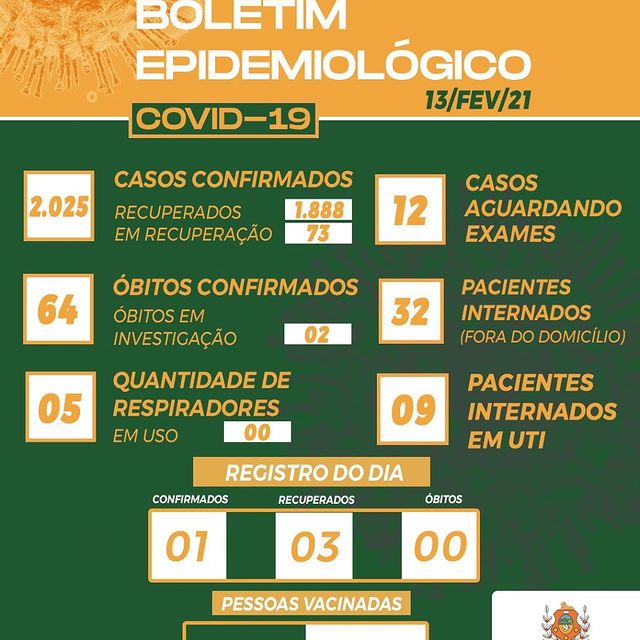 BOLETIM
EPIDEMIOLÓGICO
13/FEV/21
COVID-19
2.025
CASOS CONFIRMADOS
RECUPERADOS 1.888
EM RECUPERAÇÃO 73
12
CASOS
AGUARDANDO
EXAMES
64
ÓBITOS CONFIRMADOS
ÓBITOS EM
INVESTIGAÇÃO 02
32
PACIENTES
INTERNADOS
(FORA DO DOMICÍLIO)
05
QUANTIDADE DE
RESPIRADORES
EM USO 00
09
PACIENTES
INTERNADOS
EM UTI
REGISTRO DO DIA
CONFIRMADOS RECUPERADOS ÓBITOS
01 03 00
PESSOAS VACINADAS